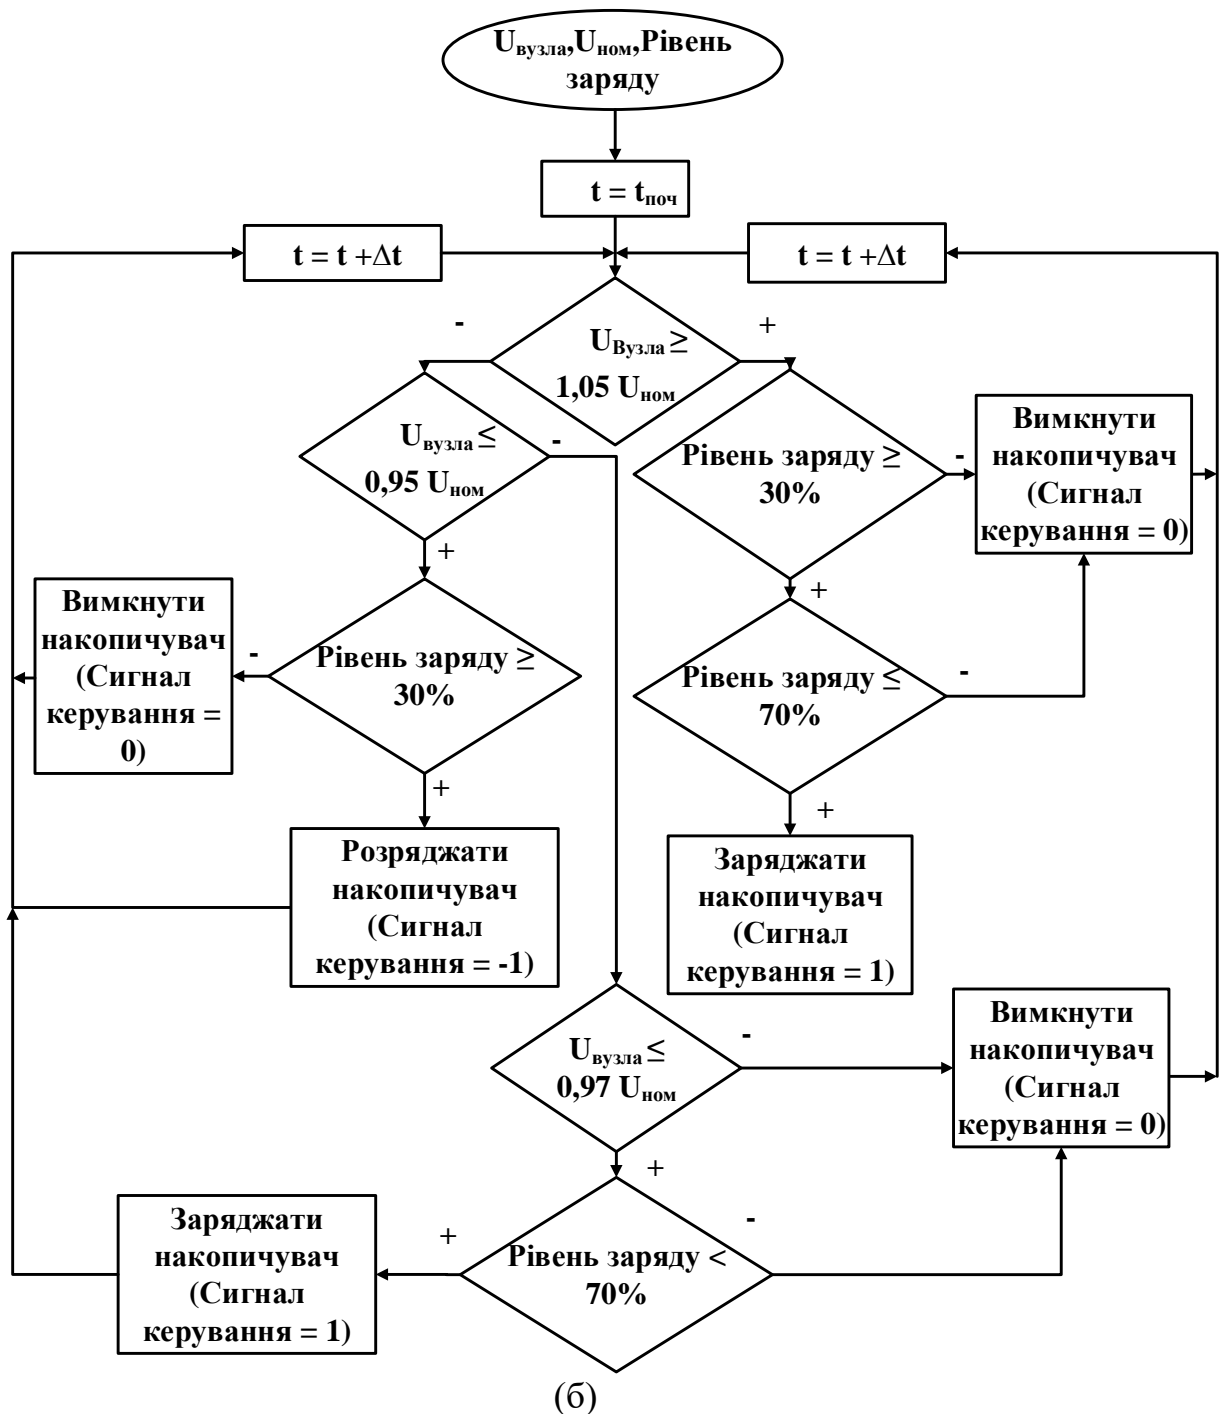 Uвузла,Uном,Рівень
заряду
t = tпоч
t = t +Δt
t = t +Δt
-
+
UВузла ≥
1,05 Uном
Uвузла ≤
0,95 Uном
-
+
Рівень заряду ≥
30%
-
+
Вимкнути
накопичувач
(Сигнал
керування = 0)
Вимкнути
накопичувач
(Сигнал
керування =
0)
-
Рівень заряду ≥
30%
+
Рівень заряду ≤
70%
-
+
Розряджати
накопичувач
(Сигнал
керування = -1)
Заряджати
накопичувач
(Сигнал
керування = 1)
Uвузла ≤
0,97 Uном
-
+
Вимкнути
накопичувач
(Сигнал
керування = 0)
Заряджати
накопичувач
(Сигнал
керування = 1)
+
Рівень заряду <
70%
-
(б)